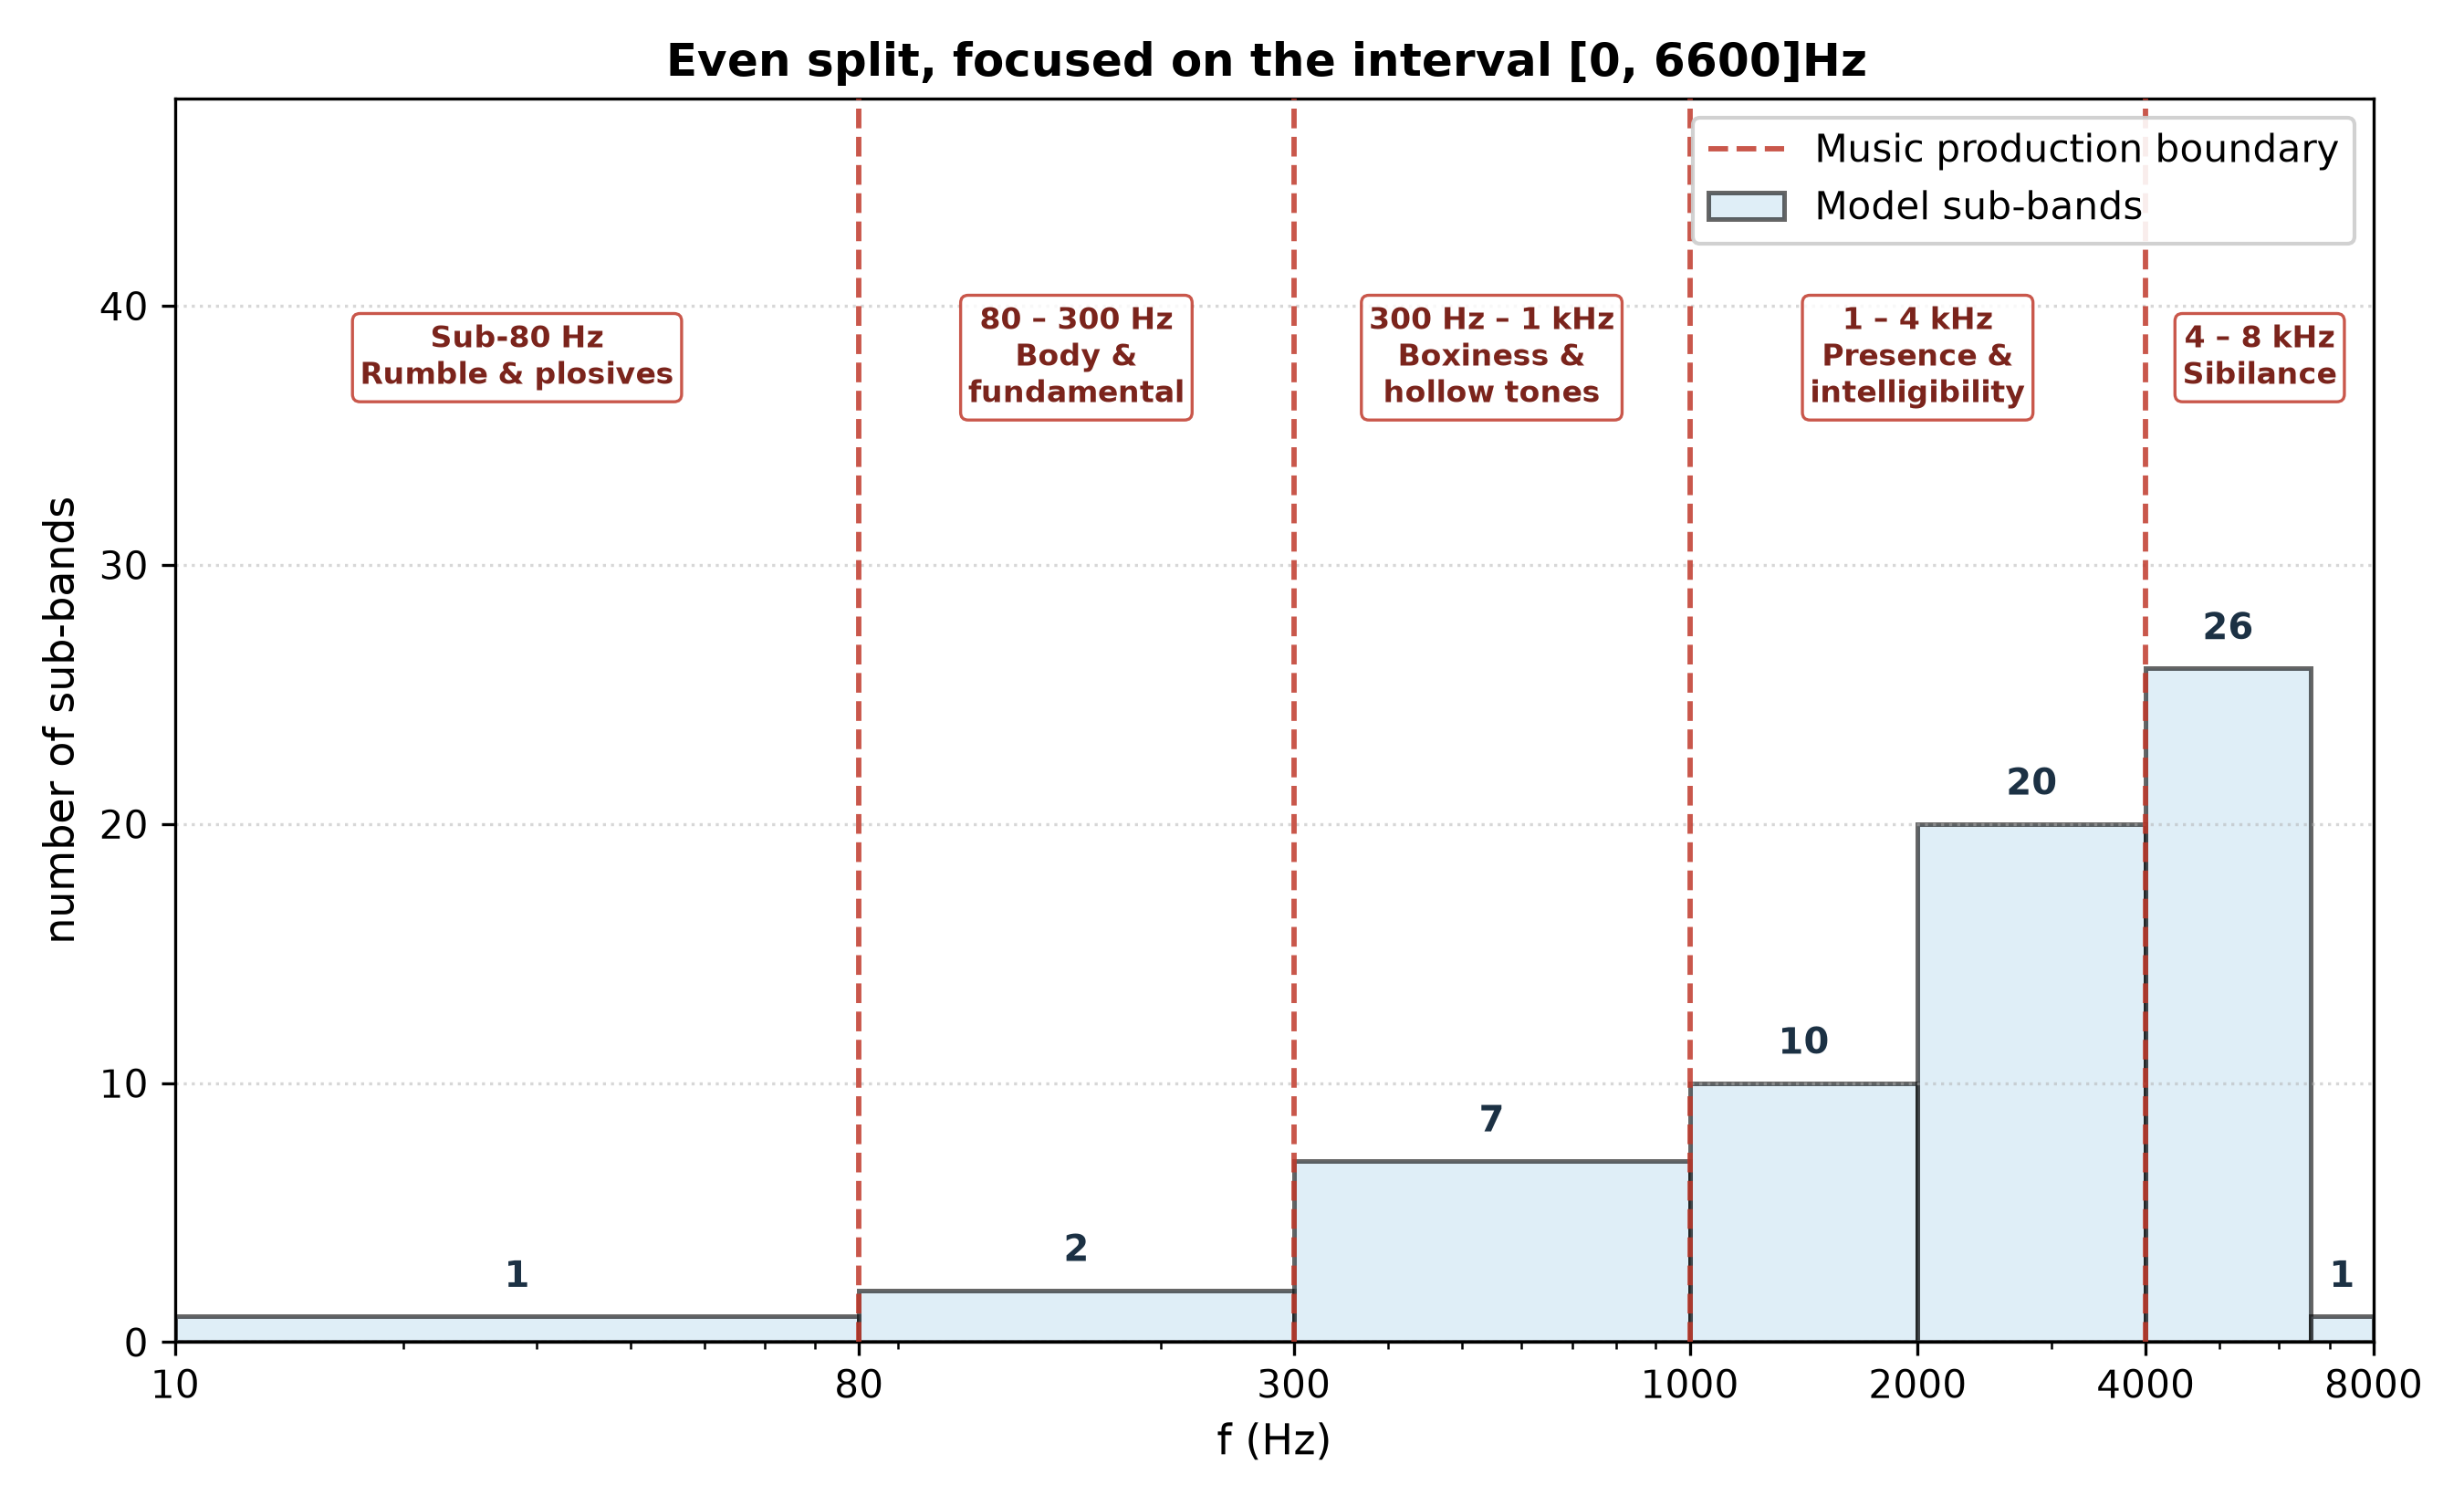 Even split, focused on the interval [0, 6600]Hz
Music production boundary
Model sub-bands
Sub-80 Hz
Rumble & plosives
80 – 300 Hz
Body &
fundamental
300 Hz – 1 kHz
Boxiness &
hollow tones
1 – 4 kHz
Presence &
intelligibility
4 – 8 kHz
Sibilance
number of sub-bands
40
30
20
10
0
1
2
7
10
20
26
1
10
80
300
1000
2000
4000
8000
f (Hz)